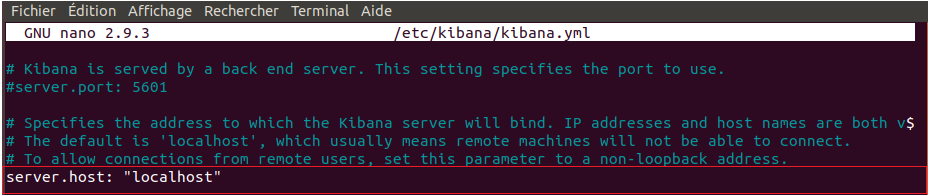 Fichier Édition Affichage Rechercher Terminal Aide
GNU nano 2.9.3 /etc/kibana/kibana.yml
# Kibana is served by a back end server. This setting specifies the port to use.
#server.port: 5601
# Specifies the address to which the Kibana server will bind. IP addresses and host names are both v$
# The default is 'localhost', which usually means remote machines will not be able to connect.
# To allow connections from remote users, set this parameter to a non-loopback address.
server.host: "localhost"